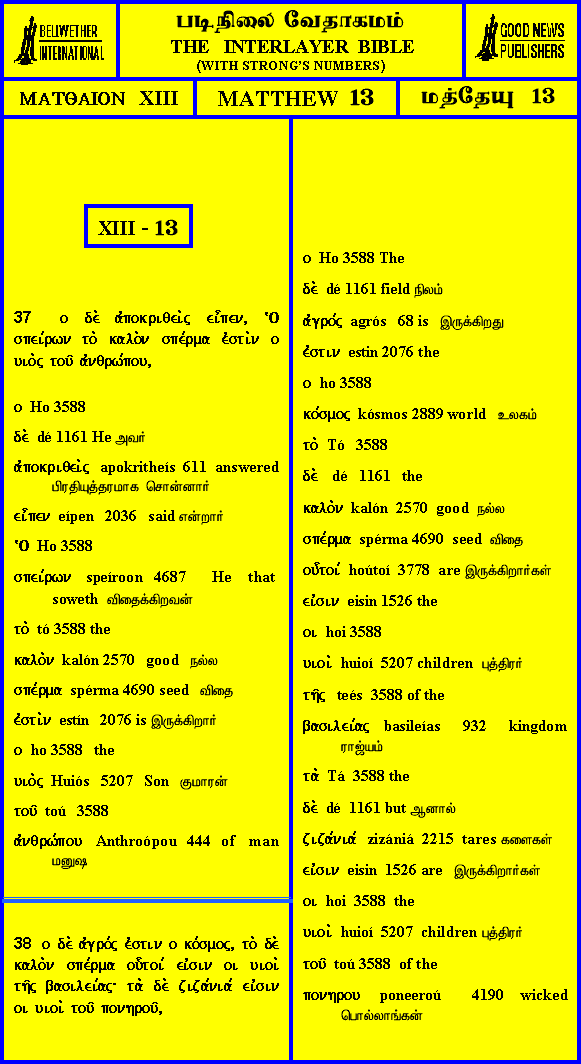 BELLWETHER
INTERNATIONAL
படிநிலை வேதாகமம்
THE INTERLAYER BIBLE
(WITH STRONG'S NUMBERS)
GOOD NEWS
PUBLISHERS
ΜΑΤΘΑΙΟΝ XIII
MATTHEW 13
மத்தேயு 13
XIII - 13
37 ο δὲ ἀποκριθεὶς εἶπεν, Ὁ
σπείρων τὸ καλὸν σπέρμα ἐστὶν ο
υιὸς τοῦ ἀνθρώπου,
ο Ho 3588
δὲ dé 1161 He அவர்
ἀποκριθεὶς apokritheís 611 answered
பிரதியுத்தரமாக சொன்னார்
εἶπεν eípen 2036 said என்றார்
Ὁ Ho 3588
σπείρων speíroon 4687 He that
soweth விதைக்கிறவன்
τὸ tó 3588 the
καλὸν kalón 2570 good நல்ல
σπέρμα spérma 4690 seed விதை
ἐστὶν estín 2076 is இருக்கிறார்
ο ho 3588 the
υιὸς Huiós 5207 Son குமாரன்
τοῦ toú 3588
ἀνθρώπου Anthroópou 444 of man
மனுஷ
38 ο δὲ ἀγρός ἐστιν ο κόσμος, τὸ δὲ
καλὸν σπέρμα οὗτοί εἰσιν οι υιοὶ
τῆς βασιλείας· τὰ δὲ ζιζάνιά εἰσιν
οι υιοὶ τοῦ πονηροῦ,
ο Ho 3588 The
δὲ dé 1161 field நிலம்
ἀγρός agrós 68 is இருக்கிறது
ἐστιν estin 2076 the
ο ho 3588
κόσμος kósmos 2889 world உலகம்
τὸ Tó 3588
δὲ dé 1161 the
καλὸν kalón 2570 good நல்ல
σπέρμα spérma 4690 seed விதை
οὗτοί hoútoí 3778 are இருக்கிறார்கள்
εἰσιν eisin 1526 the
οι hoi 3588
υιοὶ huioí 5207 children புத்திரர்
τῆς teés 3588 of the
βασιλείας basileías 932 kingdom
ராஜ்யம்
τὰ Tá 3588 the
δὲ dé 1161 but ஆனால்
ζιζάνιά zizániá 2215 tares களைகள்
εἰσιν eisin 1526 are இருக்கிறார்கள்
οι hoi 3588 the
υιοὶ huioí 5207 children புத்திரர்
τοῦ toú 3588 of the
πονηρου poneeroú 4190 wicked
பொல்லாங்கன்